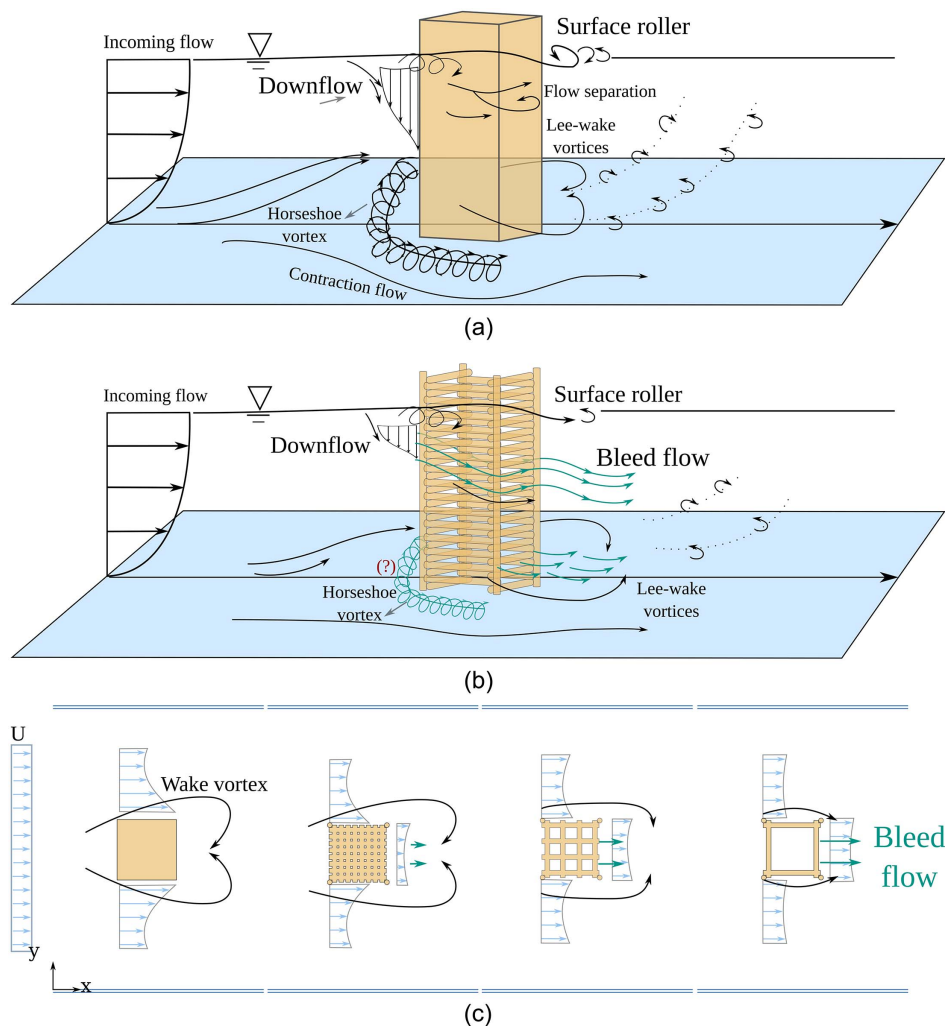 Incoming flow
Surface roller
Downflow
Flow separation
Lee-wake
vortices
Horseshoe
vortex
Contraction flow
(a)
Incoming flow
Surface roller
Downflow
Bleed flow
(?)
Horseshoe
vortex
Lee-wake
vortices
(b)
U
Wake vortex
Bleed
flow
y
x
(c)